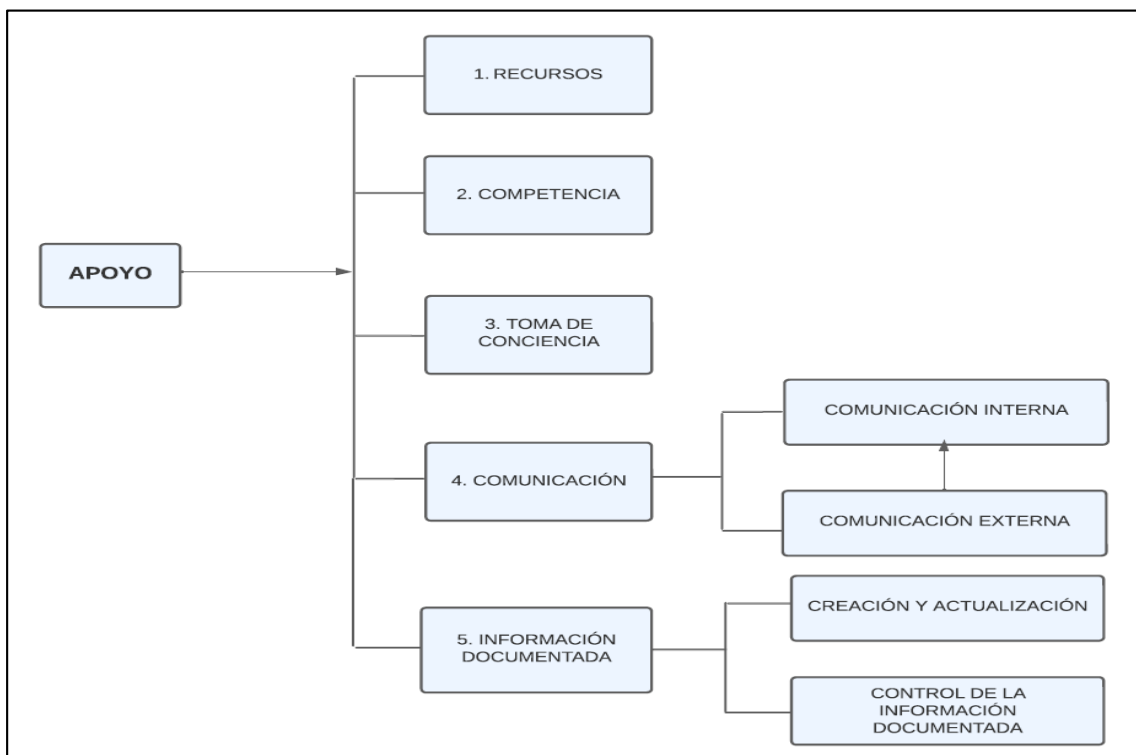 APOYO
1. RECURSOS
2. COMPETENCIA
3. TOMA DE
CONCIENCIA
4. COMUNICACIÓN
COMUNICACIÓN INTERNA
COMUNICACIÓN EXTERNA
5. INFORMACIÓN
DOCUMENTADA
CREACIÓN Y ACTUALIZACIÓN
CONTROL DE LA
INFORMACIÓN
DOCUMENTADA